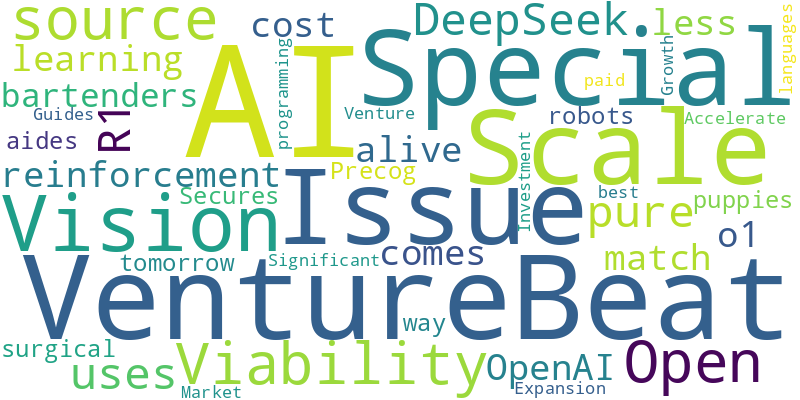 source
cost
DeepSeek
less
languages
learning
AI
Special
programming
Growth
paid
bartenders
Guides
R1
Venture
robots
Accelerate
aides
alive
Scale
reinforcement
Precog
Issue
Investment
best
puppies
Vision
Secures
pure
o1
comes
match
tomorrow
Significant
VentureBeat
way
surgical
uses
Viability
OpenAI
Open
Market
Expansion